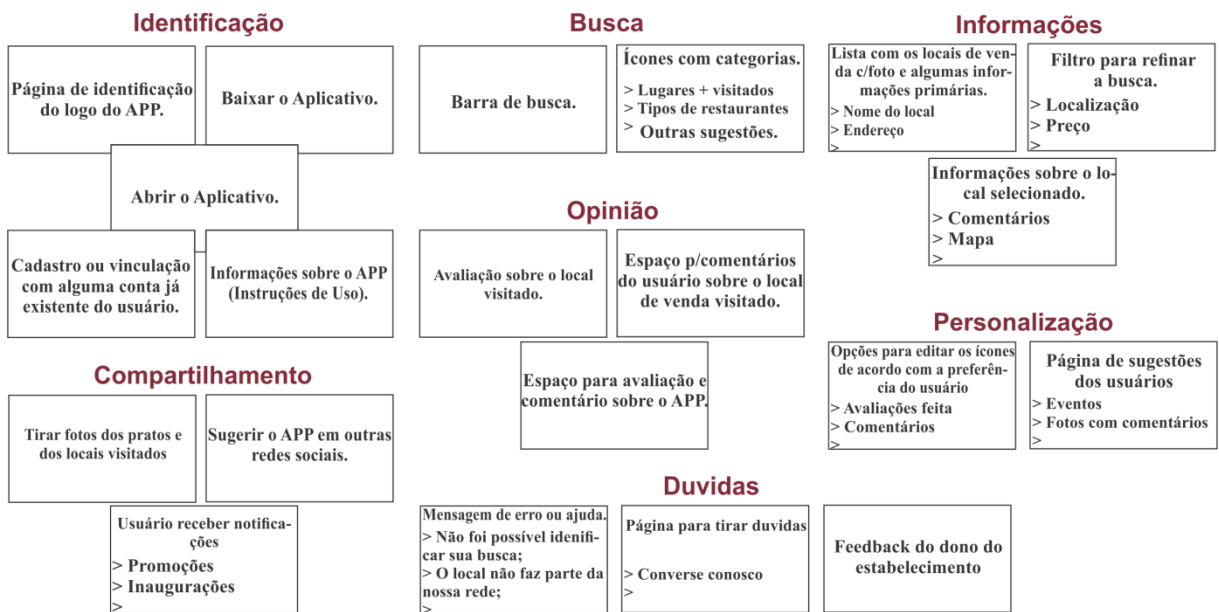 Identificação
Página de identificação
do logo do APP.
Baixar o Aplicativo.
Abrir o Aplicativo.
Cadastro ou vinculação
com alguma conta já
existente do usuário.
Informações sobre o APP
(Instruções de Uso).
Busca
Barra de busca.
Ícones com categorias.
> Lugares + visitados
> Tipos de restaurantes
> Outras sugestões.
Informações
Lista com os locais de ven-
da c/foto e algumas infor-
mações primárias.
> Nome do local
> Endereço
>
Filtro para refinar
a busca.
> Localização
> Preço
>
Informações sobre o lo-
cal selecionado.
> Comentários
> Mapa
>
Opinião
Avaliação sobre o local
visitado.
Espaço p/comentários
do usuário sobre o local
de venda visitado.
Espaço para avaliação e
comentário sobre o APP.
Personalização
Opções para editar os ícones
de acordo com a preferên-
cia do usuário
> Avaliações feita
> Comentários
>
Página de sugestões
dos usuários
> Eventos
> Fotos com comentários
>
Compartilhamento
Tirar fotos dos pratos e
dos locais visitados
Sugerir o APP em outras
redes sociais.
Usuário receber notifica-
ções
> Promoções
> Inaugurações
>
Duvidas
Mensagem de erro ou ajuda.
> Não foi possível idenifi-
car sua busca;
> O local não faz parte da
nossa rede;
>
Página para tirar duvidas
> Converse conosco
>
Feedback do dono do
estabelecimento